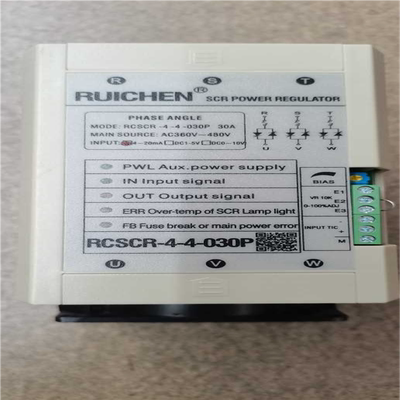 R S T
RUICHEN® SCR POWER REGULATOR
PHASE ANGLE
MODE: RCSCR-4-4-030P 30A
MAIN SOURCE: AC360V-480V
INPUT: 4-20mA DC1-5V DC0-10V
R S T
U V W
PWL Aux.power supply
IN Input signal
OUT Output signal
ERR Over-temp of SCR Lamp light
FB Fuse break or main power error
RCSCR-4-4-030P
BIAS
E1
VR 10K E2
0-100%ADJ E3
INPUT T/C +
-
M
U V W